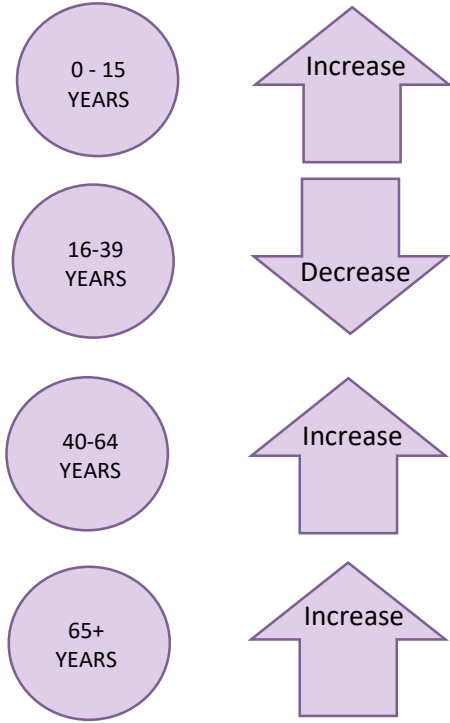 0 - 15
YEARS
Increase
16-39
YEARS
Decrease
40-64
YEARS
Increase
65+
YEARS
Increase